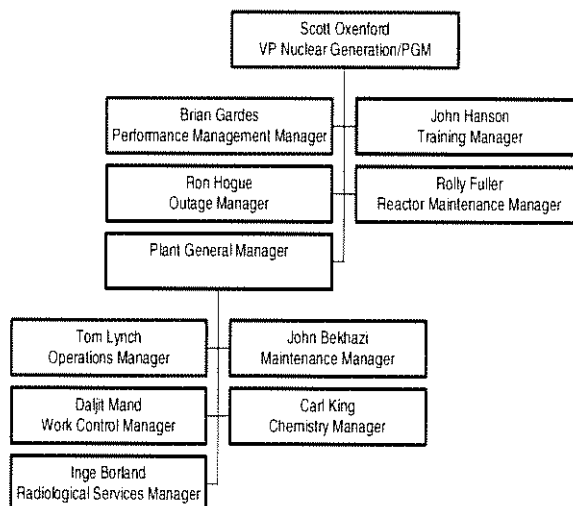 Scott Oxenford
VP Nuclear Generation/PGM
Brian Gardes
Performance Management Manager
John Hanson
Training Manager
Ron Hogue
Outage Manager
Rolly Fuller
Reactor Maintenance Manager
Plant General Manager
Tom Lynch
Operations Manager
John Bekhazi
Maintenance Manager
Daljit Mand
Work Control Manager
Carl King
Chemistry Manager
Inge Borland
Radiological Services Manager